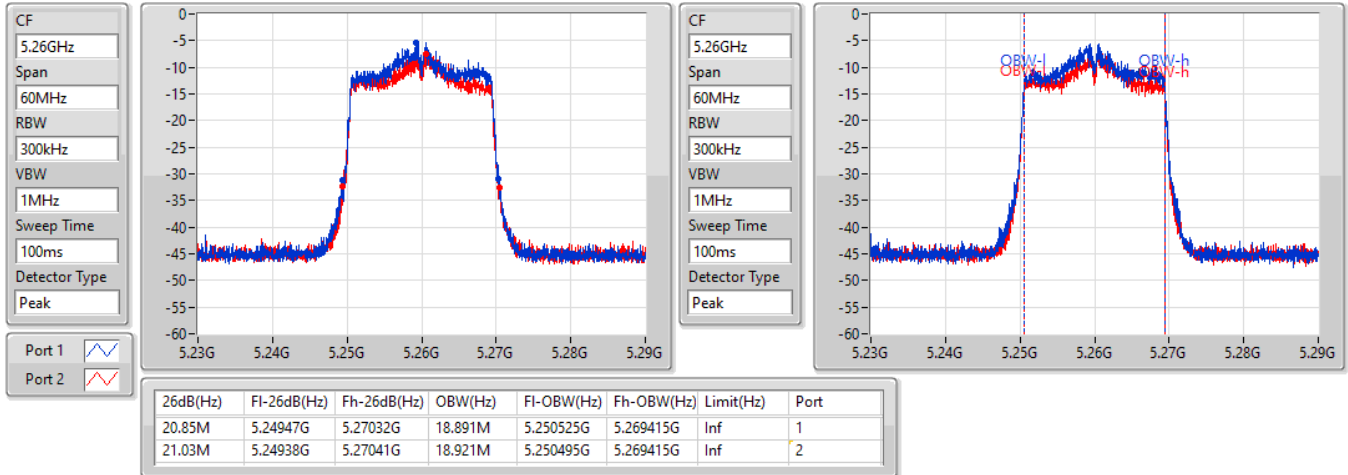 CF
5.26GHz
Span
60MHz
RBW
300kHz
VBW
1MHz
Sweep Time
100ms
Detector Type
Peak
Port 1
Port 2
0-
-5-
-10-
-15-
-20-
-25-
-30-
-35-
-40-
-45-
-50-
-55-
-60-
5.23G 5.24G 5.25G 5.26G 5.27G 5.28G 5.29G
CF
5.26GHz
Span
60MHz
RBW
300kHz
VBW
1MHz
Sweep Time
100ms
Detector Type
Peak
0-
-5-
-10-
-15-
-20-
-25-
-30-
-35-
-40-
-45-
-50-
-55-
-60-
OBW-l OBW-h
OBW-l OBW-h
5.23G 5.24G 5.25G 5.26G 5.27G 5.28G 5.29G
26dB(Hz) Fl-26dB(Hz) Fh-26dB(Hz) OBW(Hz) Fl-OBW(Hz) Fh-OBW(Hz) Limit(Hz) Port
20.85M 5.24947G 5.27032G 18.891M 5.250525G 5.269415G Inf 1
21.03M 5.24938G 5.27041G 18.921M 5.250495G 5.269415G Inf 2